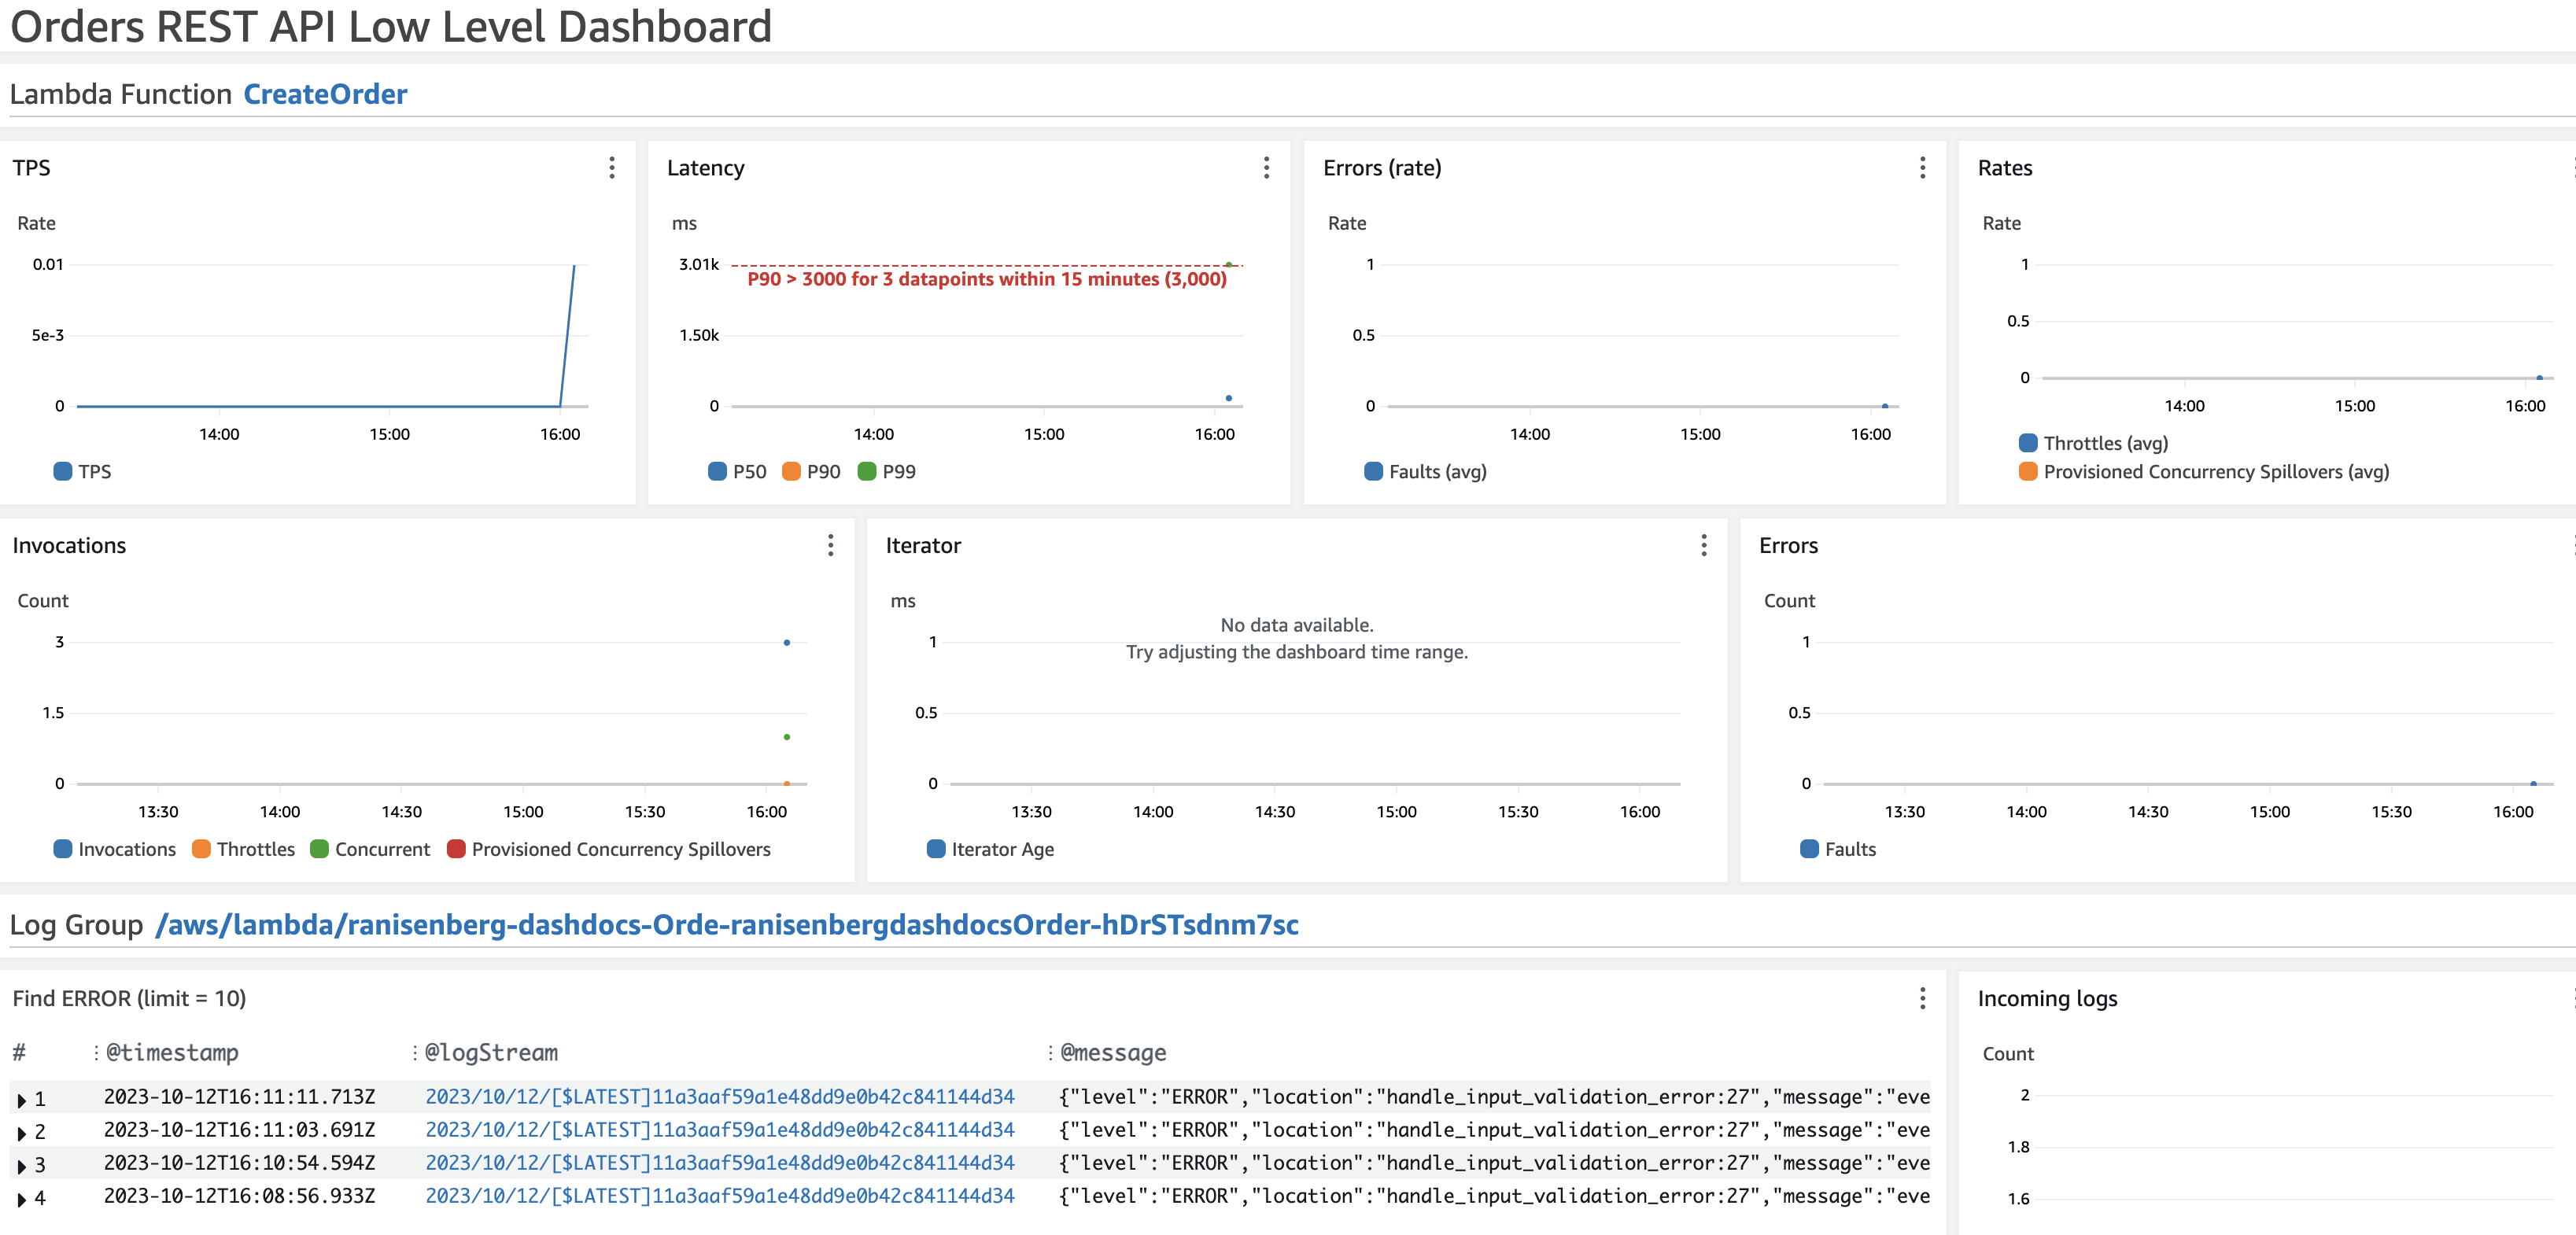 Orders REST API Low Level Dashboard
Lambda Function CreateOrder
TPS
Rate
0.01
5e-3
0
14:00 15:00 16:00
TPS
Latency
ms
3.01k
P90 > 3000 for 3 datapoints within 15 minutes (3,000)
1.50k
0
14:00 15:00 16:00
P50 P90 P99
Errors (rate)
Rate
1
0.5
0
14:00 15:00 16:00
Faults (avg)
Rates
Rate
1
0.5
0
14:00 15:00 16:00
Throttles (avg)
Provisioned Concurrency Spillovers (avg)
Invocations
Count
3
1.5
0
13:30 14:00 14:30 15:00 15:30 16:00
Invocations Throttles Concurrent Provisioned Concurrency Spillovers
Iterator
ms
No data available.
Try adjusting the dashboard time range.
1
0.5
0
13:30 14:00 14:30 15:00 15:30 16:00
Iterator Age
Errors
Count
1
0.5
0
13:30 14:00 14:30 15:00 15:30 16:00
Faults
Log Group /aws/lambda/ranisenberg-dashdocs-Orde-ranisenbergdashdocsOrder-hDrSTsdnm7sc
Find ERROR (limit = 10)
# @timestamp @logStream @message
1 2023-10-12T16:11:11.713Z 2023/10/12/[$LATEST]11a3aaf59a1e48dd9e0b42c841144d34 {"level":"ERROR","location":"handle_input_validation_error:27","message":"eve
2 2023-10-12T16:11:03.691Z 2023/10/12/[$LATEST]11a3aaf59a1e48dd9e0b42c841144d34 {"level":"ERROR","location":"handle_input_validation_error:27","message":"eve
3 2023-10-12T16:10:54.594Z 2023/10/12/[$LATEST]11a3aaf59a1e48dd9e0b42c841144d34 {"level":"ERROR","location":"handle_input_validation_error:27","message":"eve
4 2023-10-12T16:08:56.933Z 2023/10/12/[$LATEST]11a3aaf59a1e48dd9e0b42c841144d34 {"level":"ERROR","location":"handle_input_validation_error:27","message":"eve
Incoming logs
Count
2
1.8
1.6